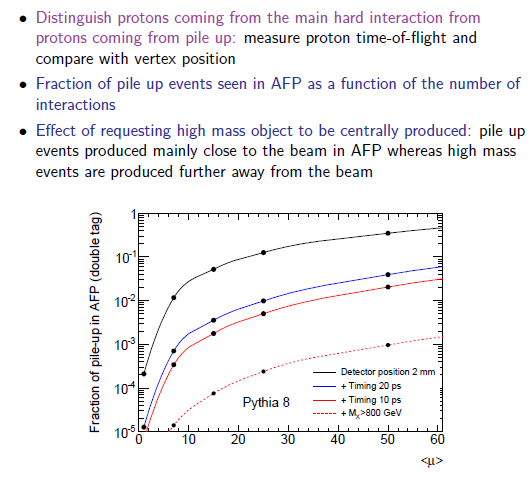 • Distinguish protons coming from the main hard interaction from
protons coming from pile up: measure proton time-of-flight and
compare with vertex position
• Fraction of pile up events seen in AFP as a function of the number of
interactions
• Effect of requesting high mass object to be centrally produced: pile up
events produced mainly close to the beam in AFP whereas high mass
events are produced further away from the beam
Fraction of pile-up in AFP (double tag)
1
10⁻¹
10⁻²
10⁻³
10⁻⁴
10⁻⁵
Pythia 8
Detector position 2 mm
+ Timing 20 ps
+ Timing 10 ps
+ Mₓ>800 GeV
0 10 20 30 40 50 60
<μ>